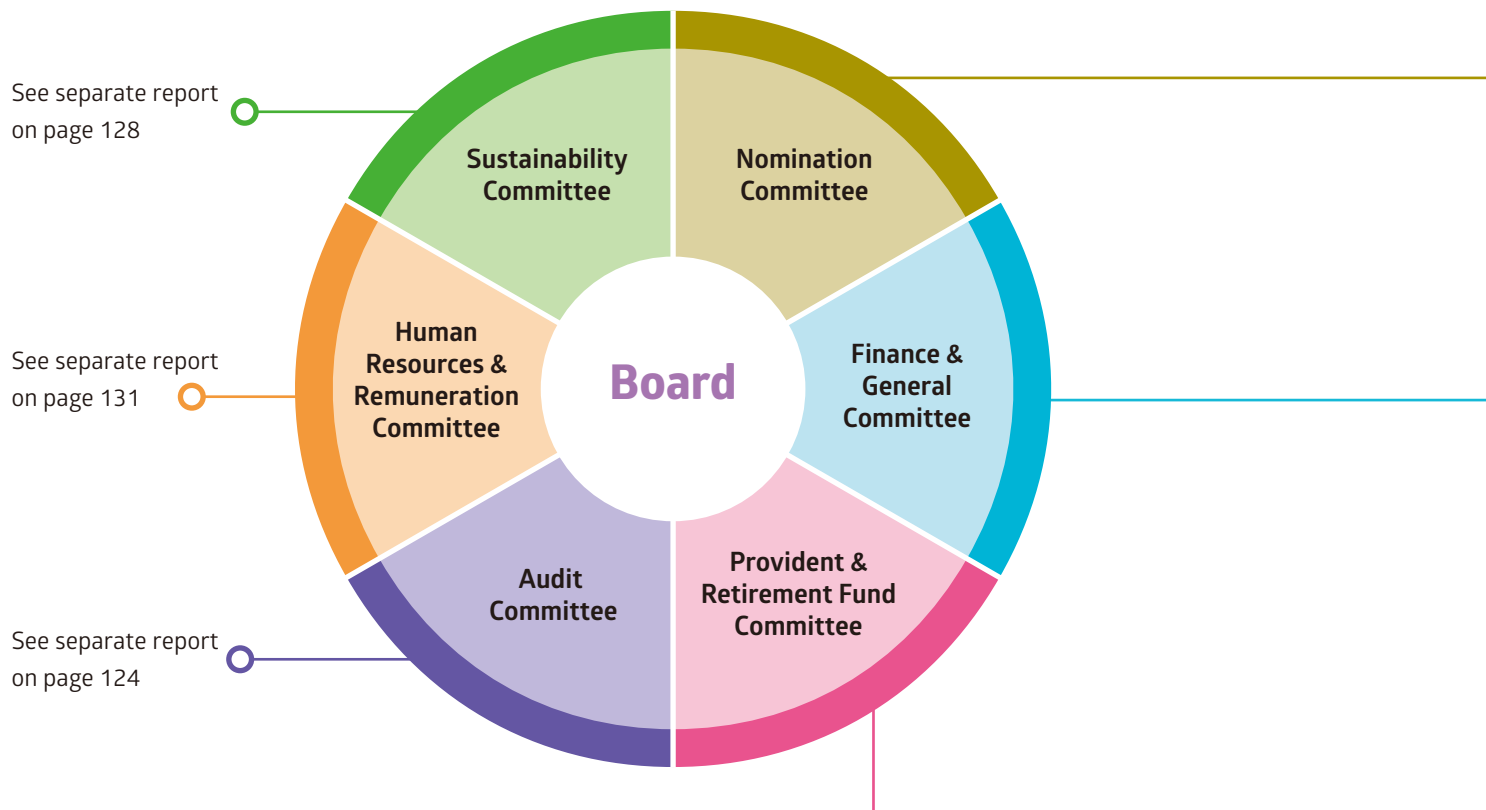 See separate report
on page 128
Sustainability
Committee
Nomination
Committee
See separate report
on page 131
Human
Resources &
Remuneration
Committee
Board
Finance &
General
Committee
See separate report
on page 124
Audit
Committee
Provident &
Retirement Fund
Committee